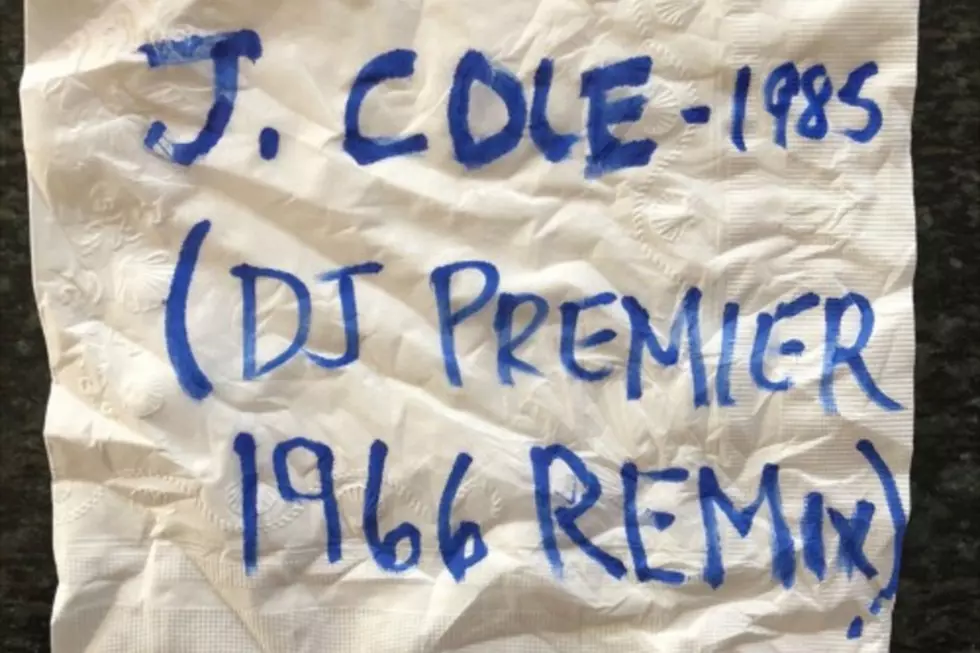 J. COLE - 1985
(DJ PREMIER
1966 REMIX)